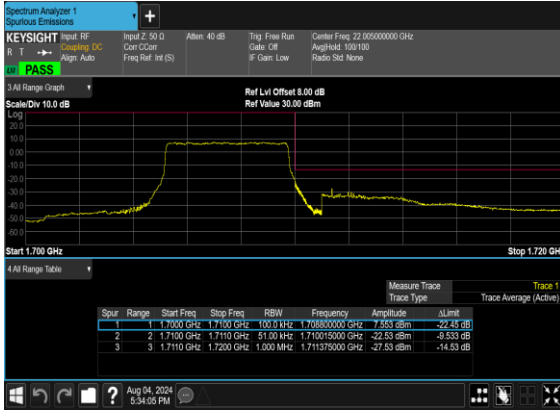 Spectrum Analyzer 1
Spurious Emissions
+
KEYSIGHT Input: RF Input Z: 50 Ω Atten: 40 dB Trig: Free Run Center Freq: 22.005000000 GHz
R T Coupling: DC Corr CCorr Gate: Off Avg|Hold: 100/100
Align: Auto Freq Ref: Int (S) IF Gain: Low Radio Std: None
PASS
3 All Range Graph
Ref Lvl Offset 8.00 dB
Scale/Div 10.0 dB Ref Value 30.00 dBm
Log
20.0
10.0
0.00
-10.0
-20.0
-30.0
-40.0
-50.0
-60.0
Start 1.700 GHz Stop 1.720 GH
4 All Range Table
Measure Trace Trace 1
Trace Type Trace Average (Active)
Spur Range Start Freq Stop Freq RBW Frequency Amplitude ΔLimit
1 1 1.7000 GHz 1.7100 GHz 100.0 kHz 1.708800000 GHz 7.553 dBm -22.45 dB
2 2 1.7100 GHz 1.7110 GHz 51.00 kHz 1.710015000 GHz -22.53 dBm -9.533 dB
3 3 1.7110 GHz 1.7200 GHz 1.000 MHz 1.711375000 GHz -27.53 dBm -14.53 dB
? Aug 04, 2024
5:34:05 PM